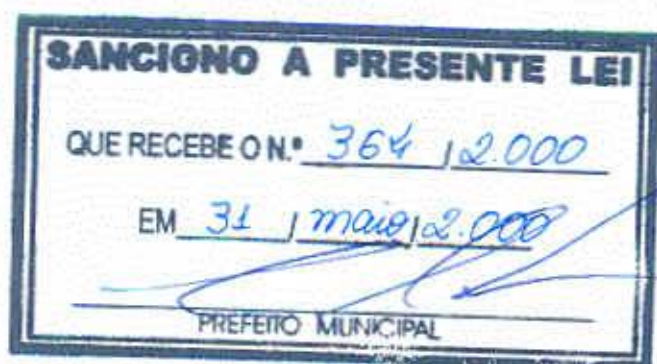 SANCIONO A PRESENTE LEI
QUE RECEBE O N.º 364 / 2.000
EM 31 / maio / 2.000
PREFEITO MUNICIPAL